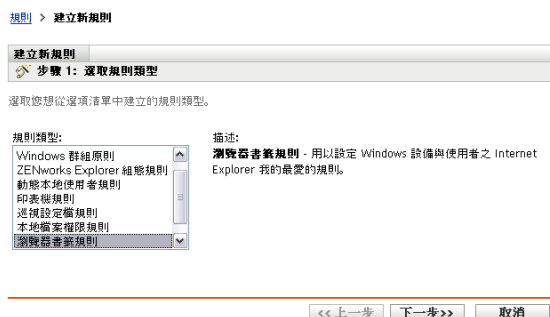 規則 > 建立新規則
建立新規則
步驟 1: 選取規則類型
選取您想從選項清單中建立的規則類型。
規則類型:
Windows 群組原則
ZENworks Explorer 組態規則
動態本地使用者規則
印表機規則
巡視設定檔規則
本地檔案權限規則
瀏覽器書籤規則
描述:
瀏覽器書籤規則 - 用以設定 Windows 設備與使用者之 Internet
Explorer 我的最愛的規則。
<< 上一步 下一步>> 取消